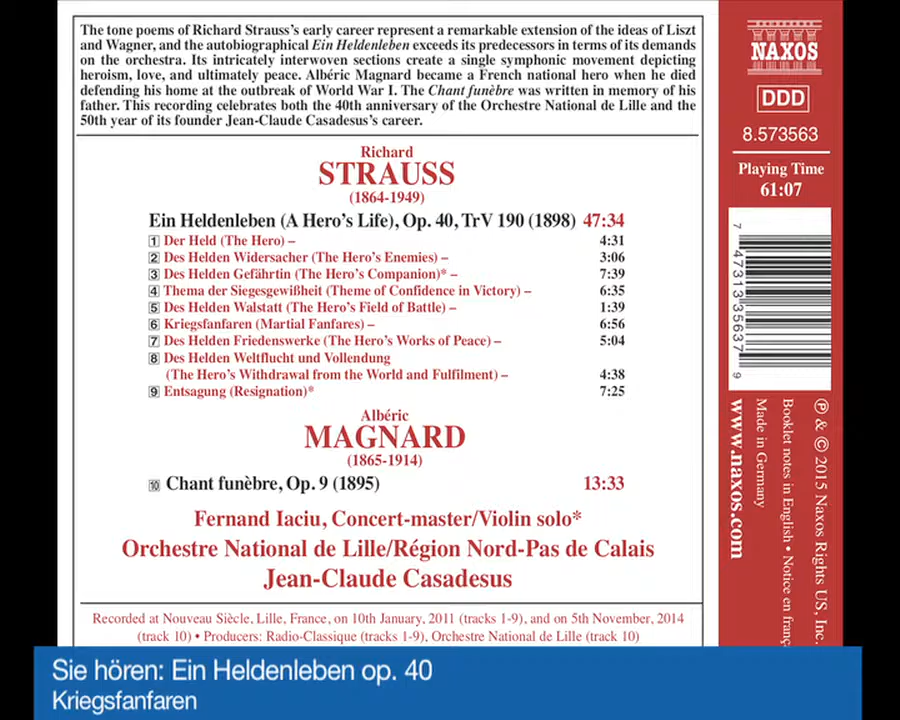 The tone poems of Richard Strauss's early career represent a remarkable extension of the ideas of Liszt
and Wagner, and the autobiographical Ein Heldenleben exceeds its predecessors in terms of its demands
on the orchestra. Its intricately interwoven sections create a single symphonic movement depicting
heroism, love, and ultimately peace. Albéric Magnard became a French national hero when he died
defending his home at the outbreak of World War I. The Chant funèbre was written in memory of his
father. This recording celebrates both the 40th anniversary of the Orchestre National de Lille and the
50th year of its founder Jean-Claude Casadesus's career.
Richard
STRAUSS
(1864-1949)
Ein Heldenleben (A Hero's Life), Op. 40, TrV 190 (1898) 47:34
1 Der Held (The Hero) – 4:31
2 Des Helden Widersacher (The Hero's Enemies) – 3:06
3 Des Helden Gefährtin (The Hero's Companion)* – 7:39
4 Thema der Siegesgewißheit (Theme of Confidence in Victory) – 6:35
5 Des Helden Walstatt (The Hero's Field of Battle) – 1:39
6 Kriegsfanfaren (Martial Fanfares) – 6:56
7 Des Helden Friedenswerke (The Hero's Works of Peace) – 5:04
8 Des Helden Weltflucht und Vollendung
(The Hero's Withdrawal from the World and Fulfilment) – 4:38
9 Entsagung (Resignation)* 7:25
Albéric
MAGNARD
(1865-1914)
10 Chant funèbre, Op. 9 (1895) 13:33
Fernand Iaciu, Concert-master/Violin solo*
Orchestre National de Lille/Région Nord-Pas de Calais
Jean-Claude Casadesus
Recorded at Nouveau Siècle, Lille, France, on 10th January, 2011 (tracks 1-9), and on 5th November, 2014
(track 10) • Producers: Radio-Classique (tracks 1-9), Orchestre National de Lille (track 10)
NAXOS
DDD
8.573563
Playing Time
61:07
7 47313 35637 9
℗ & © 2015 Naxos Rights US, Inc.
Booklet notes in English • Notice en franç
Made in Germany
www.naxos.com
Sie hören: Ein Heldenleben op. 40
Kriegsfanfaren